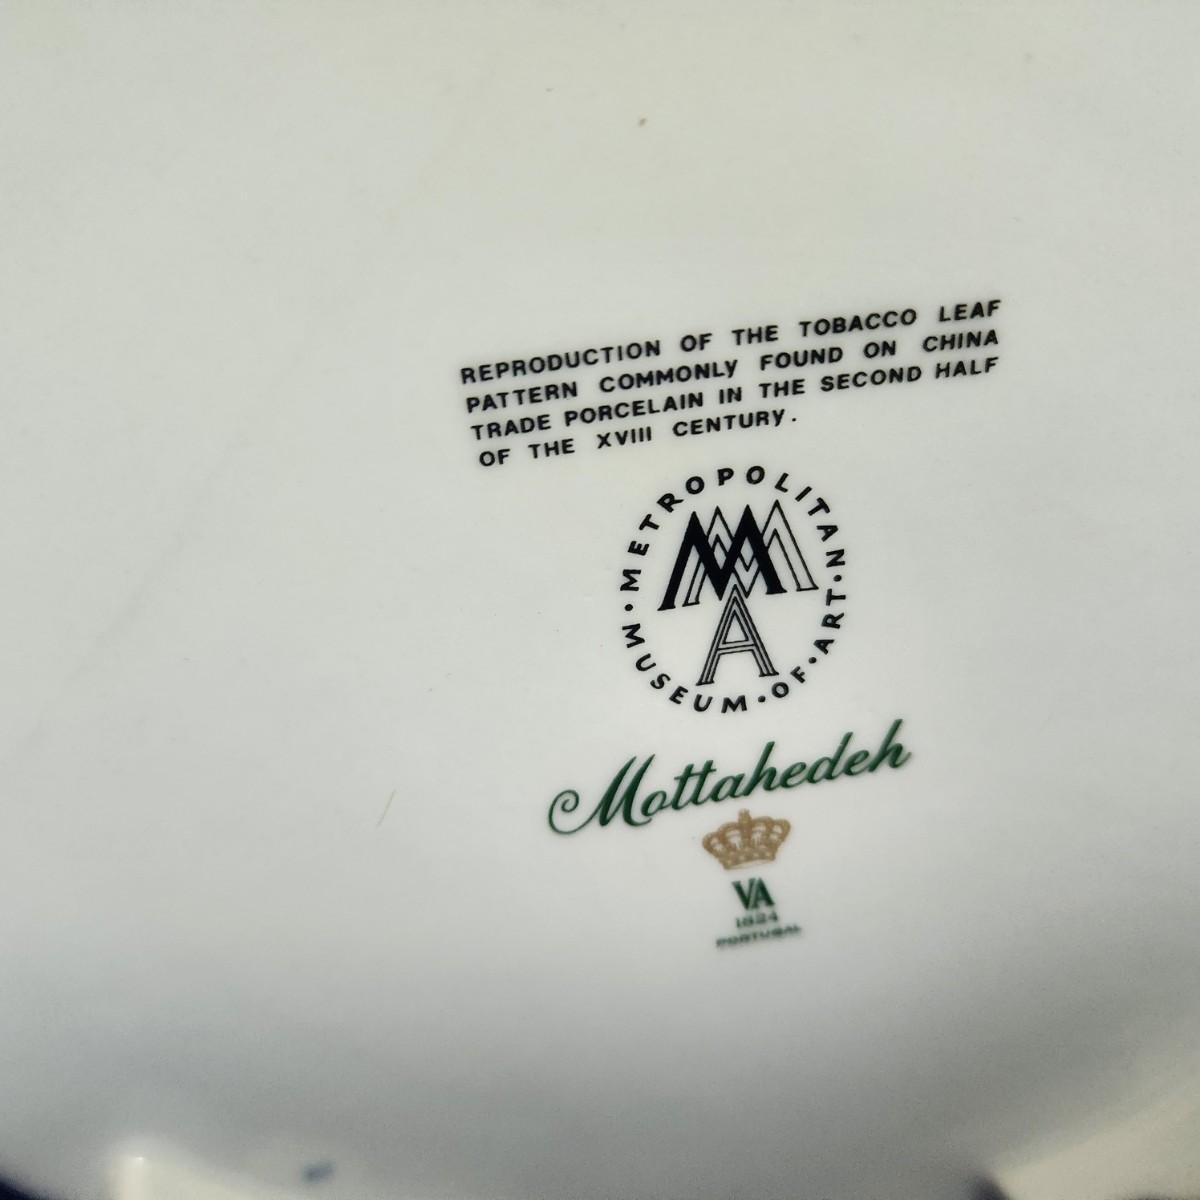 REPRODUCTION OF THE TOBACCO LEAF
PATTERN COMMONLY FOUND ON CHINA
TRADE PORCELAIN IN THE SECOND HALF
OF THE XVIII CENTURY.
METROPOLITAN · MUSEUM · OF · ART ·
MMMA
Mottahedeh
VA
1824
PORTUGAL